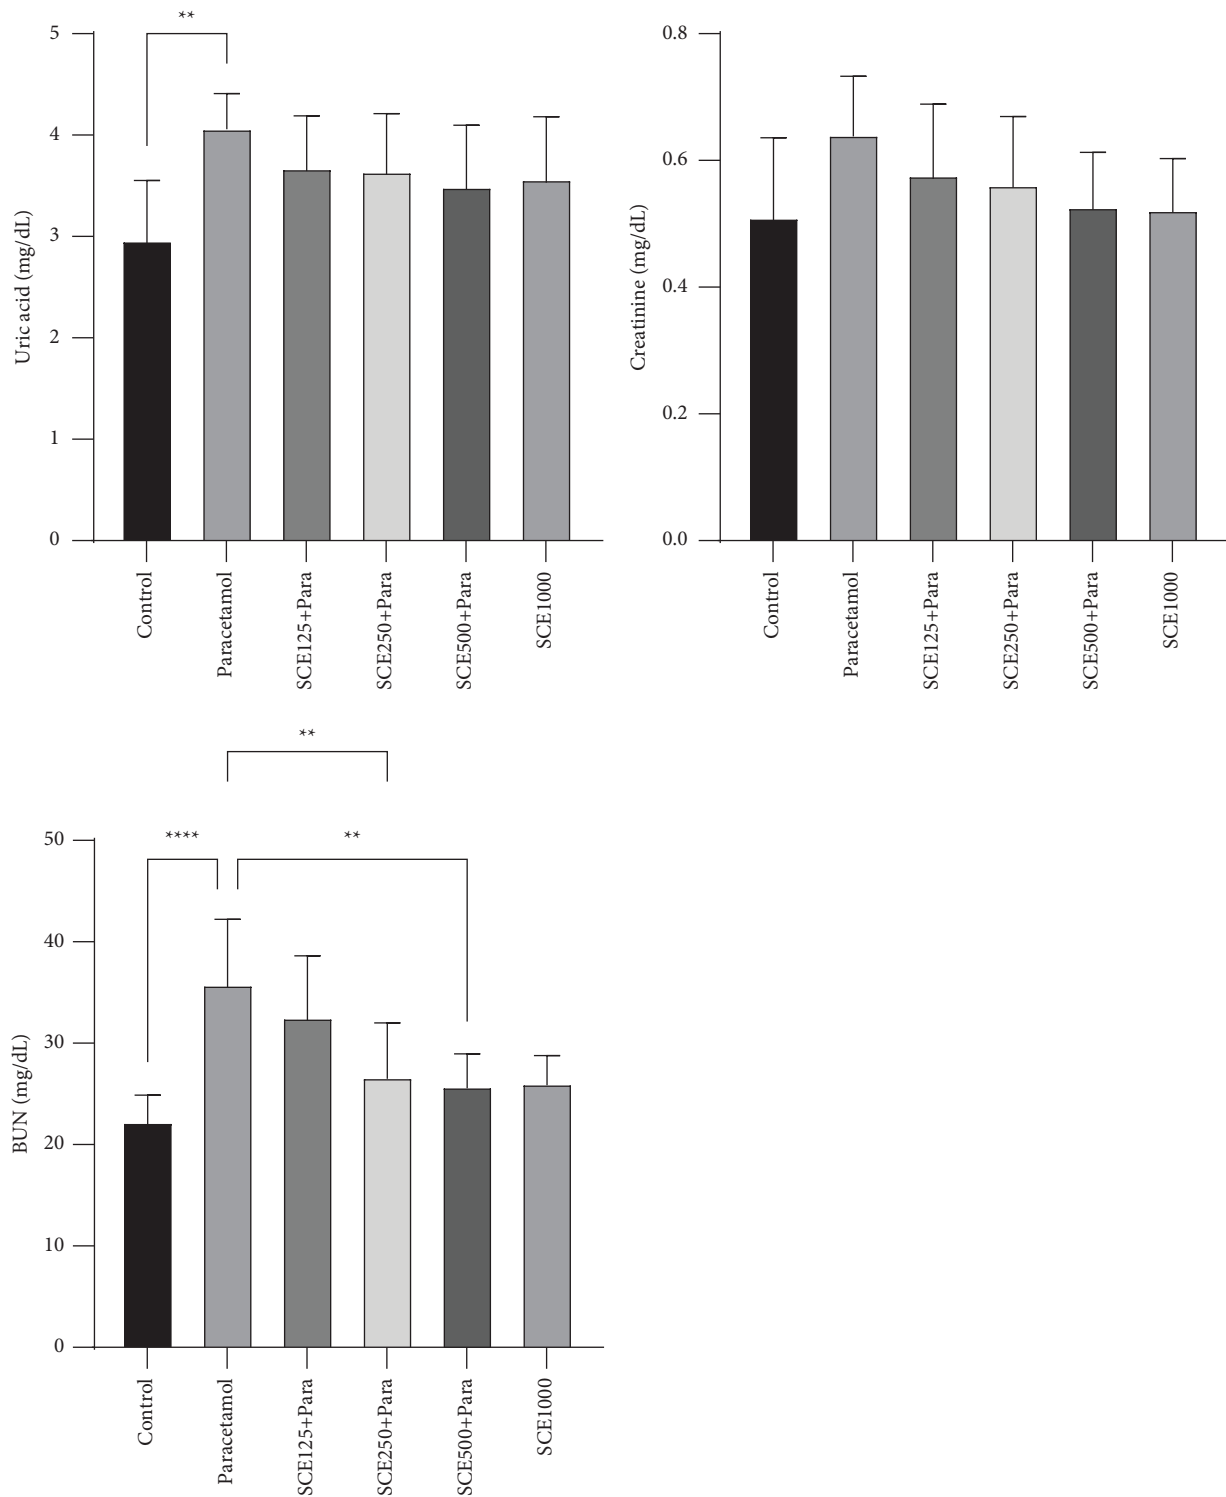 **
5
4
3
2
1
0
Uric acid (mg/dL)
Control
Paracetamol
SCE125+Para
SCE250+Para
SCE500+Para
SCE1000
0.8
0.6
0.4
0.2
0.0
Creatinine (mg/dL)
Control
Paracetamol
SCE125+Para
SCE250+Para
SCE500+Para
SCE1000
**
****
**
50
40
30
20
10
0
BUN (mg/dL)
Control
Paracetamol
SCE125+Para
SCE250+Para
SCE500+Para
SCE1000